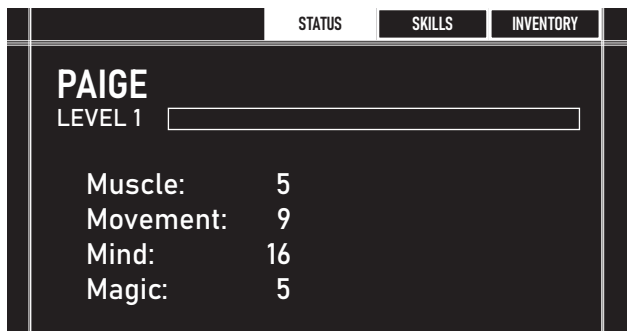 STATUS SKILLS INVENTORY
PAIGE
LEVEL 1
Muscle: 5
Movement: 9
Mind: 16
Magic: 5